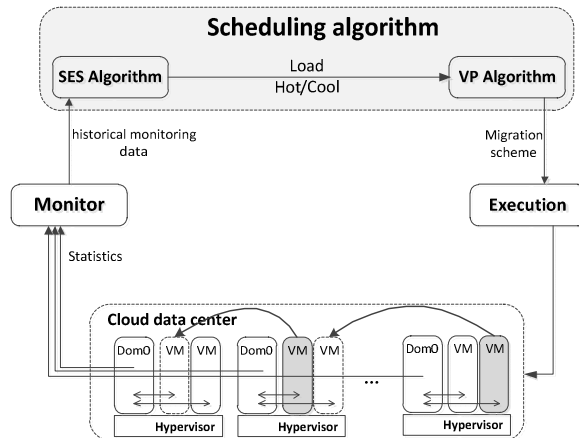 Scheduling algorithm
SES Algorithm
Load
Hot/Cool
VP Algorithm
historical monitoring
data
Migration
scheme
Monitor
Execution
Statistics
Cloud data center
Dom0 VM VM Dom0 VM VM ... Dom0 VM VM
Hypervisor Hypervisor Hypervisor